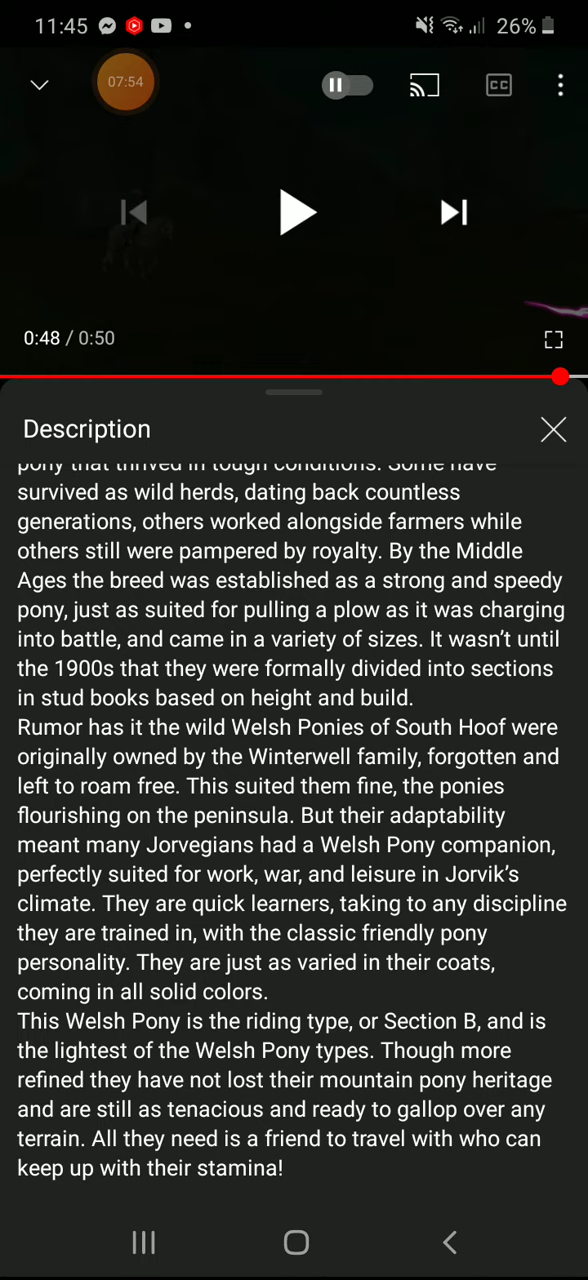 11:45
26%
07:54
CC
0:48 / 0:50
Description
pony that thrived in tough conditions. Some have
survived as wild herds, dating back countless
generations, others worked alongside farmers while
others still were pampered by royalty. By the Middle
Ages the breed was established as a strong and speedy
pony, just as suited for pulling a plow as it was charging
into battle, and came in a variety of sizes. It wasn’t until
the 1900s that they were formally divided into sections
in stud books based on height and build.
Rumor has it the wild Welsh Ponies of South Hoof were
originally owned by the Winterwell family, forgotten and
left to roam free. This suited them fine, the ponies
flourishing on the peninsula. But their adaptability
meant many Jorvegians had a Welsh Pony companion,
perfectly suited for work, war, and leisure in Jorvik’s
climate. They are quick learners, taking to any discipline
they are trained in, with the classic friendly pony
personality. They are just as varied in their coats,
coming in all solid colors.
This Welsh Pony is the riding type, or Section B, and is
the lightest of the Welsh Pony types. Though more
refined they have not lost their mountain pony heritage
and are still as tenacious and ready to gallop over any
terrain. All they need is a friend to travel with who can
keep up with their stamina!